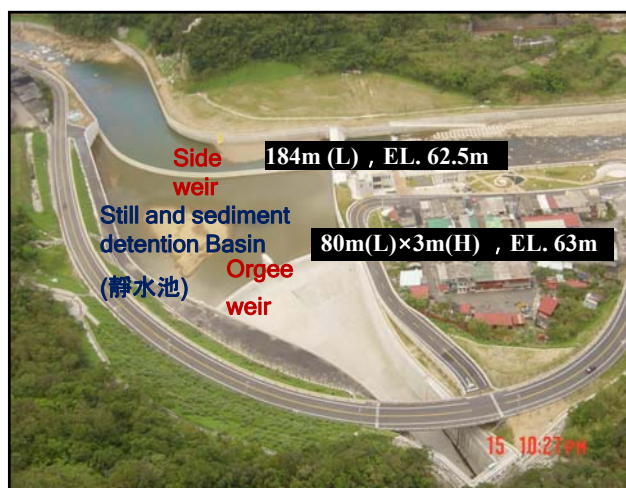 Side
weir
184m (L) , EL. 62.5m
Still and sediment
detention Basin
(靜水池)
80m(L)×3m(H) , EL. 63m
Orgee
weir
15 10:27PM